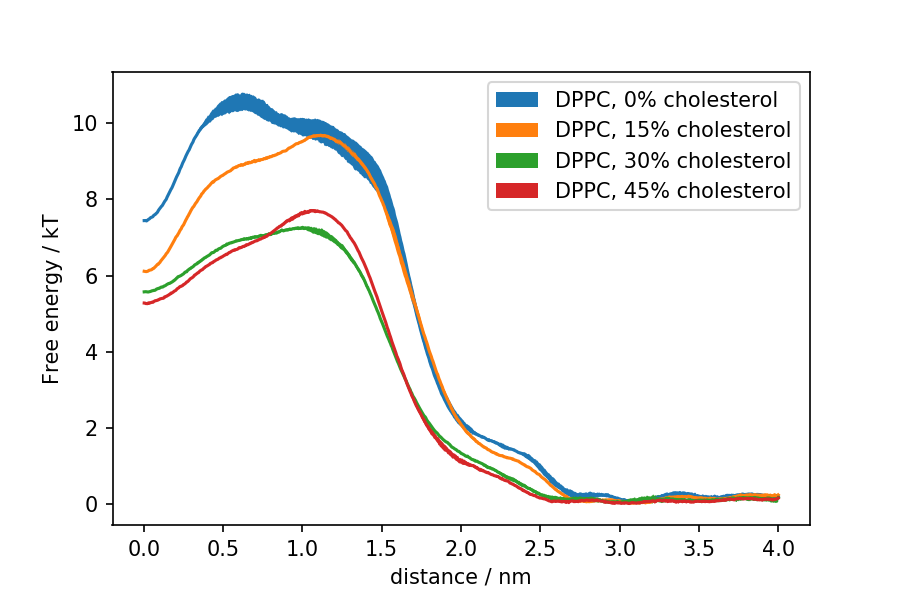 DPPC, 0% cholesterol
DPPC, 15% cholesterol
DPPC, 30% cholesterol
DPPC, 45% cholesterol
Free energy / kT
10
8
6
4
2
0
0.0 0.5 1.0 1.5 2.0 2.5 3.0 3.5 4.0
distance / nm